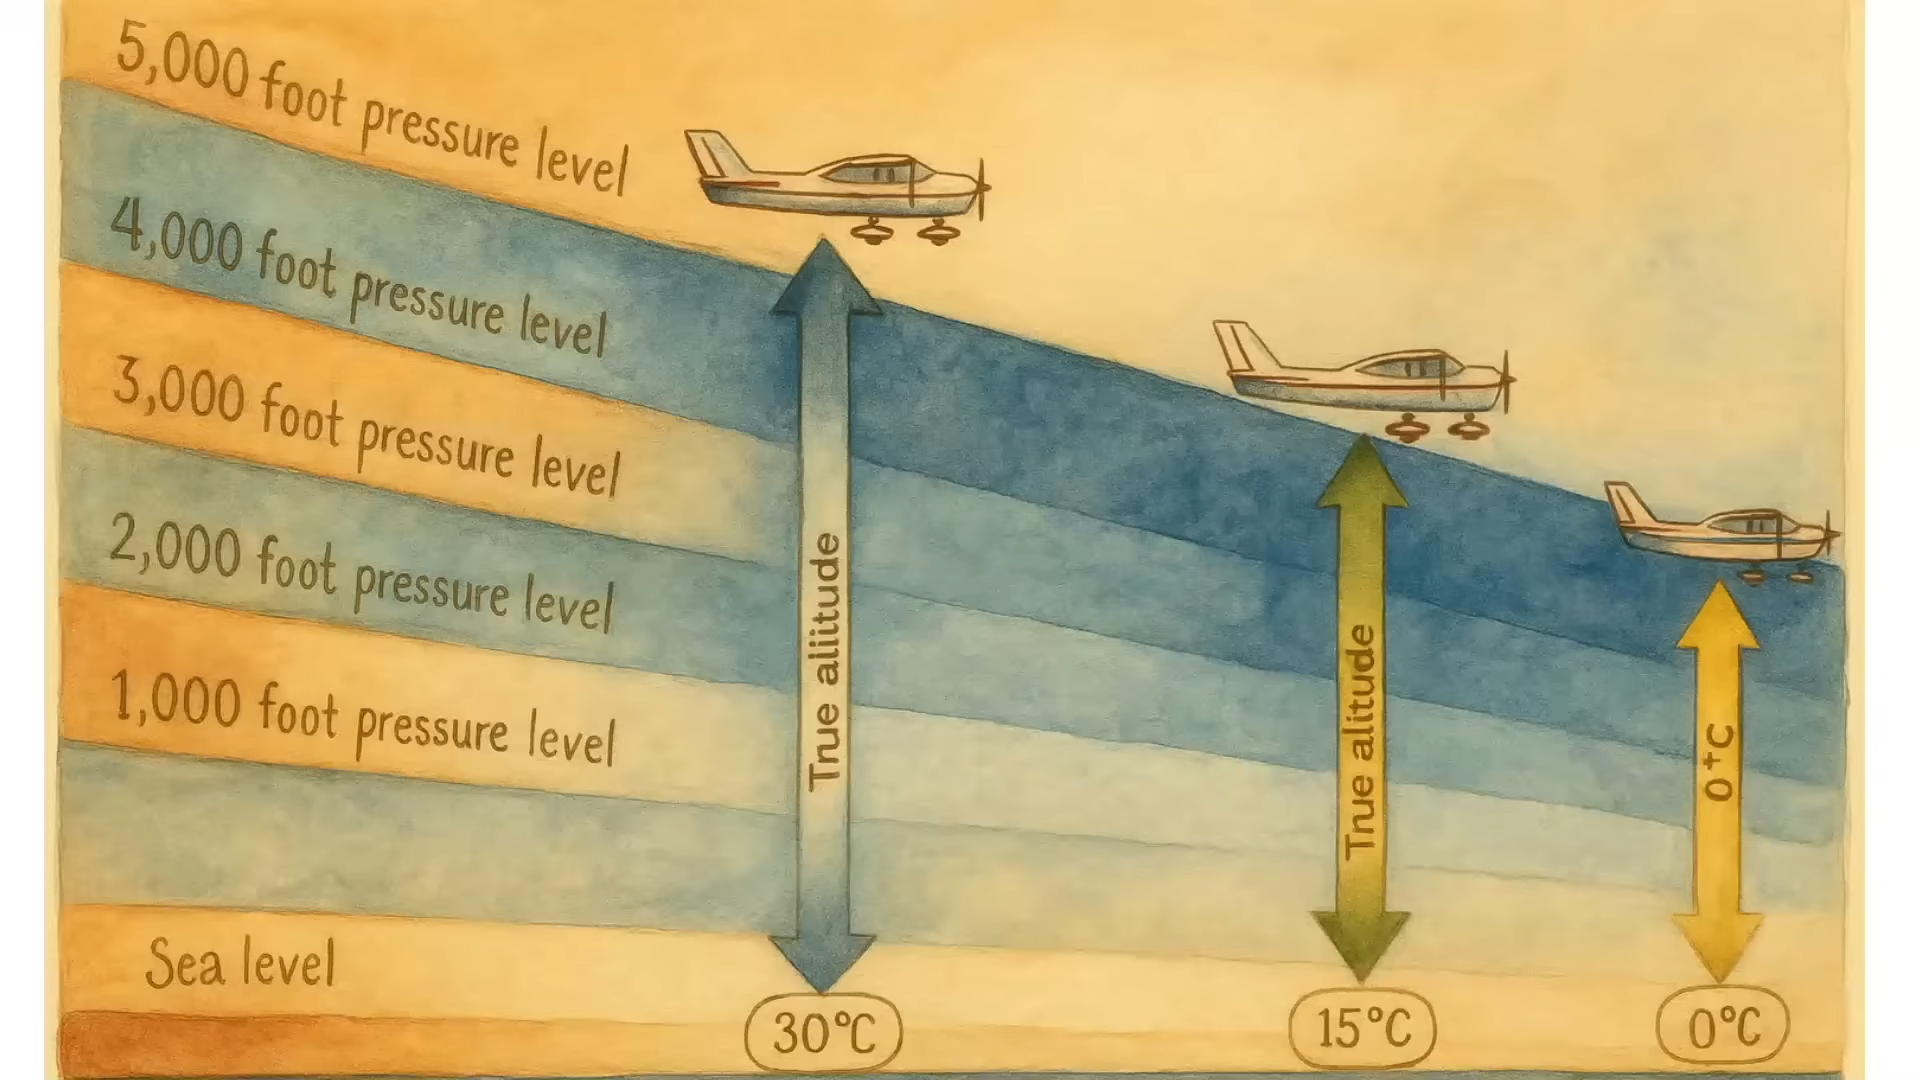 5,000 foot pressure level
4,000 foot pressure level
3,000 foot pressure level
2,000 foot pressure level
1,000 foot pressure level
Sea level
True aliitude
True alitude
0⁺C
30°C
15°C
0°C